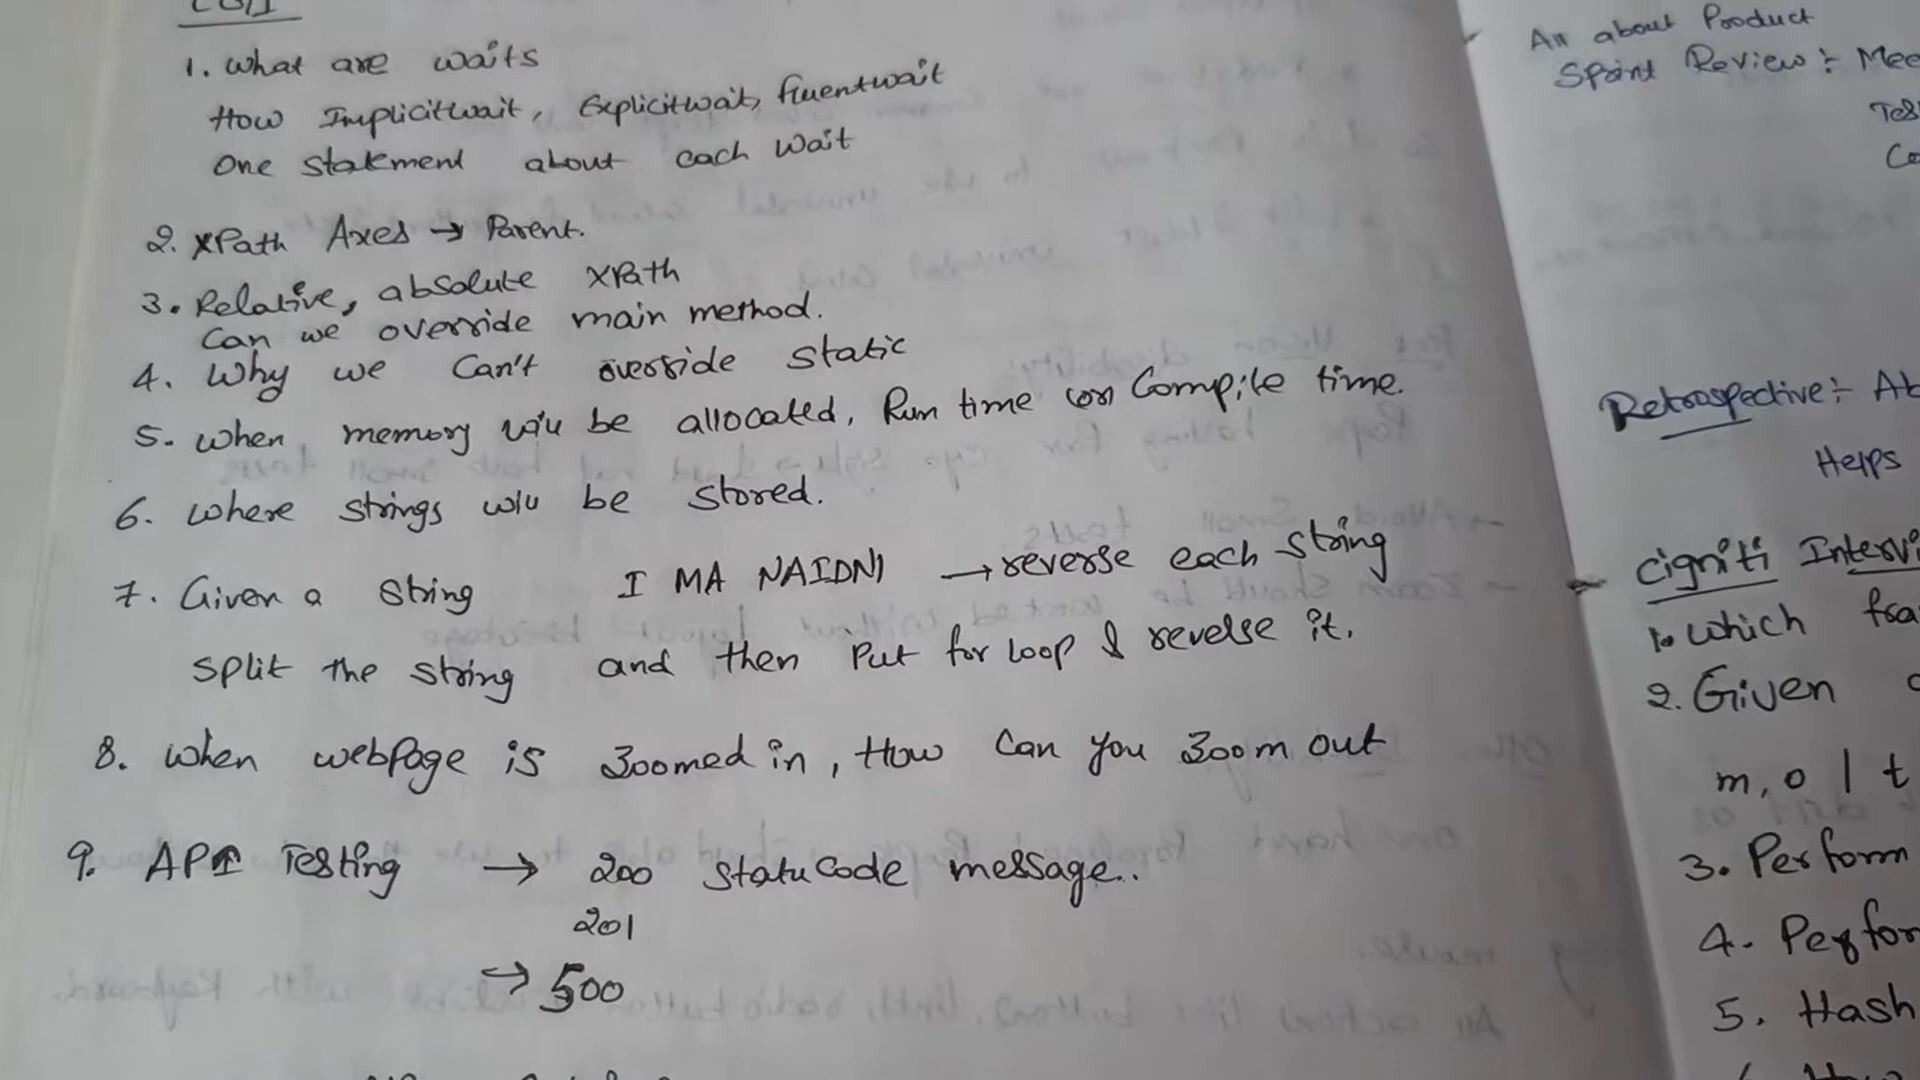 1. What are waits
How Implicitwait, Explicitwait, fluentwait
One statement about each wait
2. XPath Axes → Parent.
3. Relative, absolute XPath
Can we override main method.
4. Why we Can't override static
5. When memory will be allocated, Run time (or) Compile time.
6. Where strings will be stored.
7. Given a string I MA NAIDNI → reverse each string
Split the string and then Put for loop & reverse it.
8. When webPage is zoomed in, How Can you zoom out
9. API Testing → 200 statuCode message..
201
→ 500
All about Product
Sprint Review :- Mee
Tes
Co
Retrospective :- Ab
Helps
Cigniti Intervi
1. Which fra
2. Given
m, o | t
3. Perform
4. Perfor
5. Hash